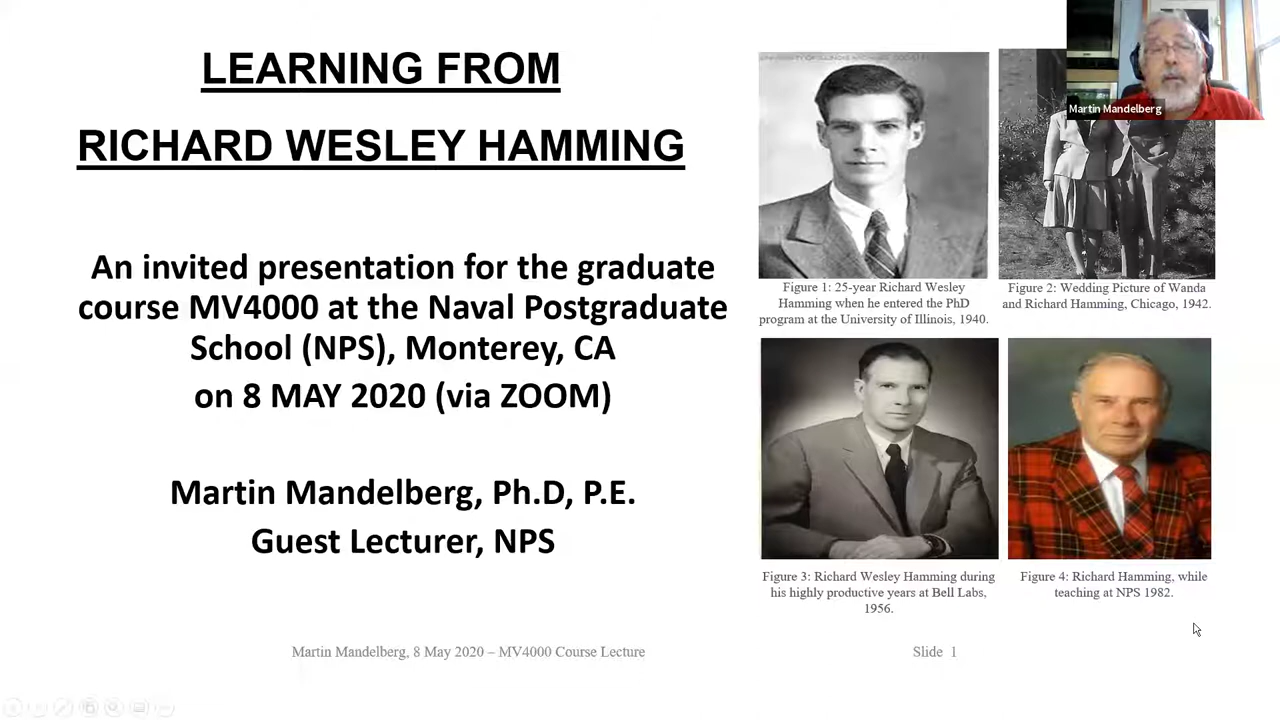 LEARNING FROM
RICHARD WESLEY HAMMING
An invited presentation for the graduate
course MV4000 at the Naval Postgraduate
School (NPS), Monterey, CA
on 8 MAY 2020 (via ZOOM)
Martin Mandelberg, Ph.D, P.E.
Guest Lecturer, NPS
Martin Mandelberg
Figure 1: 25-year Richard Wesley
Hamming when he entered the PhD
program at the University of Illinois, 1940.
Figure 2: Wedding Picture of Wanda
and Richard Hamming, Chicago, 1942.
Figure 3: Richard Wesley Hamming during
his highly productive years at Bell Labs,
1956.
Figure 4: Richard Hamming, while
teaching at NPS 1982.
Martin Mandelberg, 8 May 2020 – MV4000 Course Lecture
Slide 1